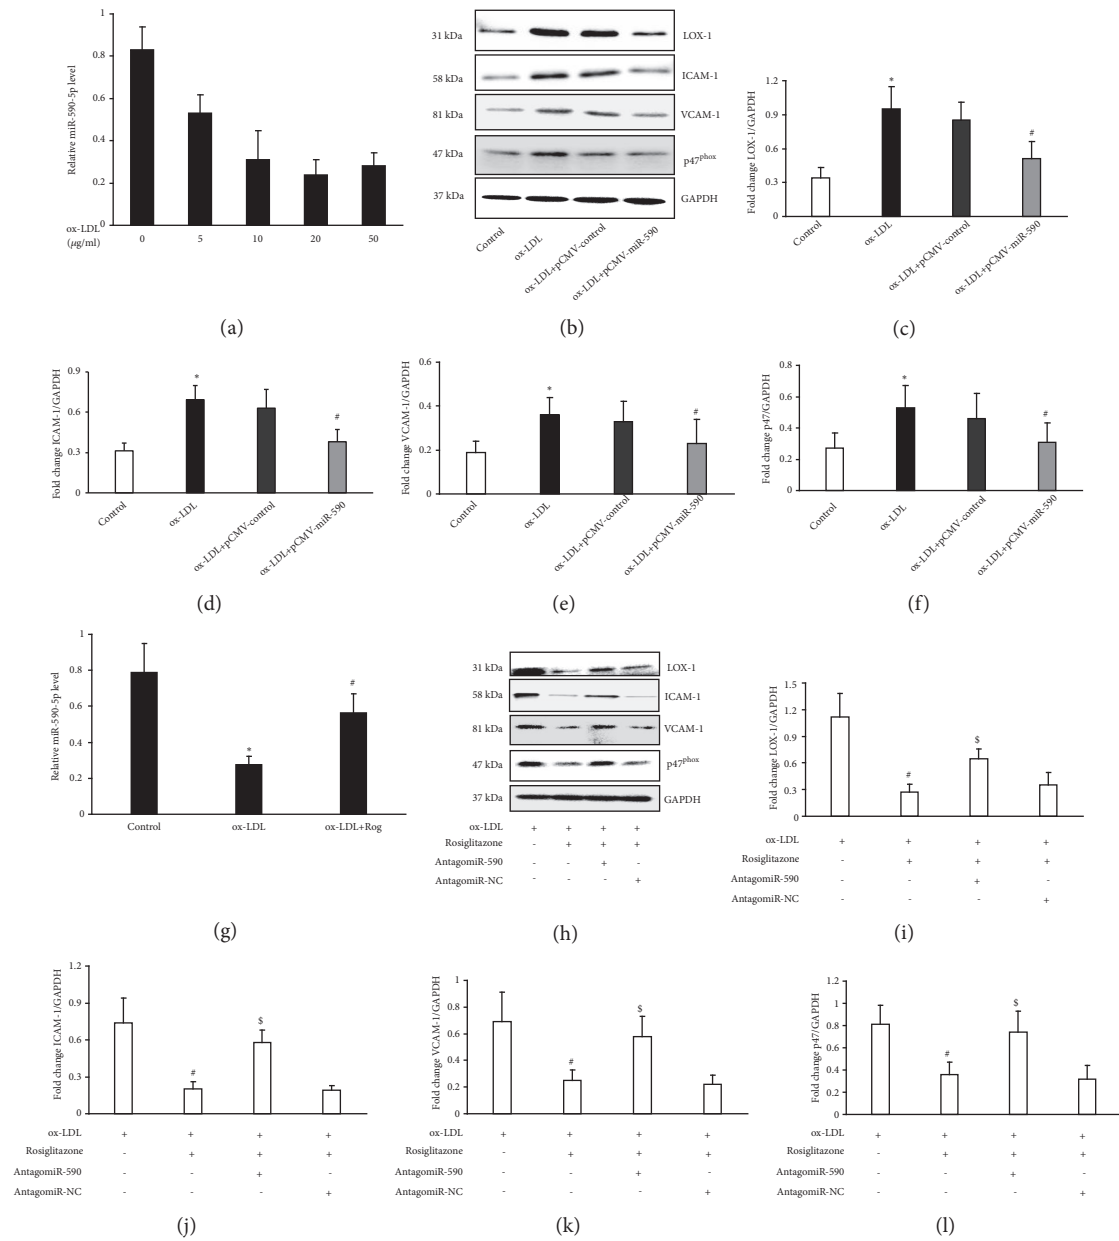 1
0.8
0.6
0.4
0.2
0
Relative miR-590-5p level
ox-LDL
(μg/ml)
0 5 10 20 50
(a)
31 kDa LOX-1
58 kDa ICAM-1
81 kDa VCAM-1
47 kDa p47phox
37 kDa GAPDH
Control
ox-LDL
ox-LDL+pCMV-control
ox-LDL+pCMV-miR-590
(b)
1.2
0.9
0.6
0.3
0
Fold change LOX-1/GAPDH
*
#
Control
ox-LDL
ox-LDL+pCMV-control
ox-LDL+pCMV-miR-590
(c)
0.9
0.6
0.3
0
Fold change ICAM-1/GAPDH
*
#
Control
ox-LDL
ox-LDL+pCMV-control
ox-LDL+pCMV-miR-590
(d)
0.6
0.4
0.2
0
Fold change VCAM-1/GAPDH
*
#
Control
ox-LDL
ox-LDL+pCMV-control
ox-LDL+pCMV-miR-590
(e)
0.8
0.6
0.4
0.2
0
Fold change p47/GAPDH
*
#
Control
ox-LDL
ox-LDL+pCMV-control
ox-LDL+pCMV-miR-590
(f)
1
0.8
0.6
0.4
0.2
0
Relative miR-590-5p level
*
#
Control ox-LDL ox-LDL+Rog
(g)
31 kDa LOX-1
58 kDa ICAM-1
81 kDa VCAM-1
47 kDa p47phox
37 kDa GAPDH
ox-LDL + + + +
Rosiglitazone - + + +
AntagomiR-590 - - + -
AntagomiR-NC - - - +
(h)
1.5
1.2
0.9
0.6
0.3
0
Fold change LOX-1/GAPDH
#
$
ox-LDL + + + +
Rosiglitazone - + + +
AntagomiR-590 - - + -
AntagomiR-NC - - - +
(i)
1.2
0.9
0.6
0.3
0
Fold change ICAM-1/GAPDH
#
$
ox-LDL + + + +
Rosiglitazone - + + +
AntagomiR-590 - - + -
AntagomiR-NC - - - +
(j)
1
0.8
0.6
0.4
0.2
0
Fold change VCAM-1/GAPDH
#
$
ox-LDL + + + +
Rosiglitazone - + + +
AntagomiR-590 - - + -
AntagomiR-NC - - - +
(k)
1.2
1
0.8
0.6
0.4
0.2
0
Fold change p47/GAPDH
#
$
ox-LDL + + + +
Rosiglitazone - + + +
AntagomiR-590 - - + -
AntagomiR-NC - - - +
(l)